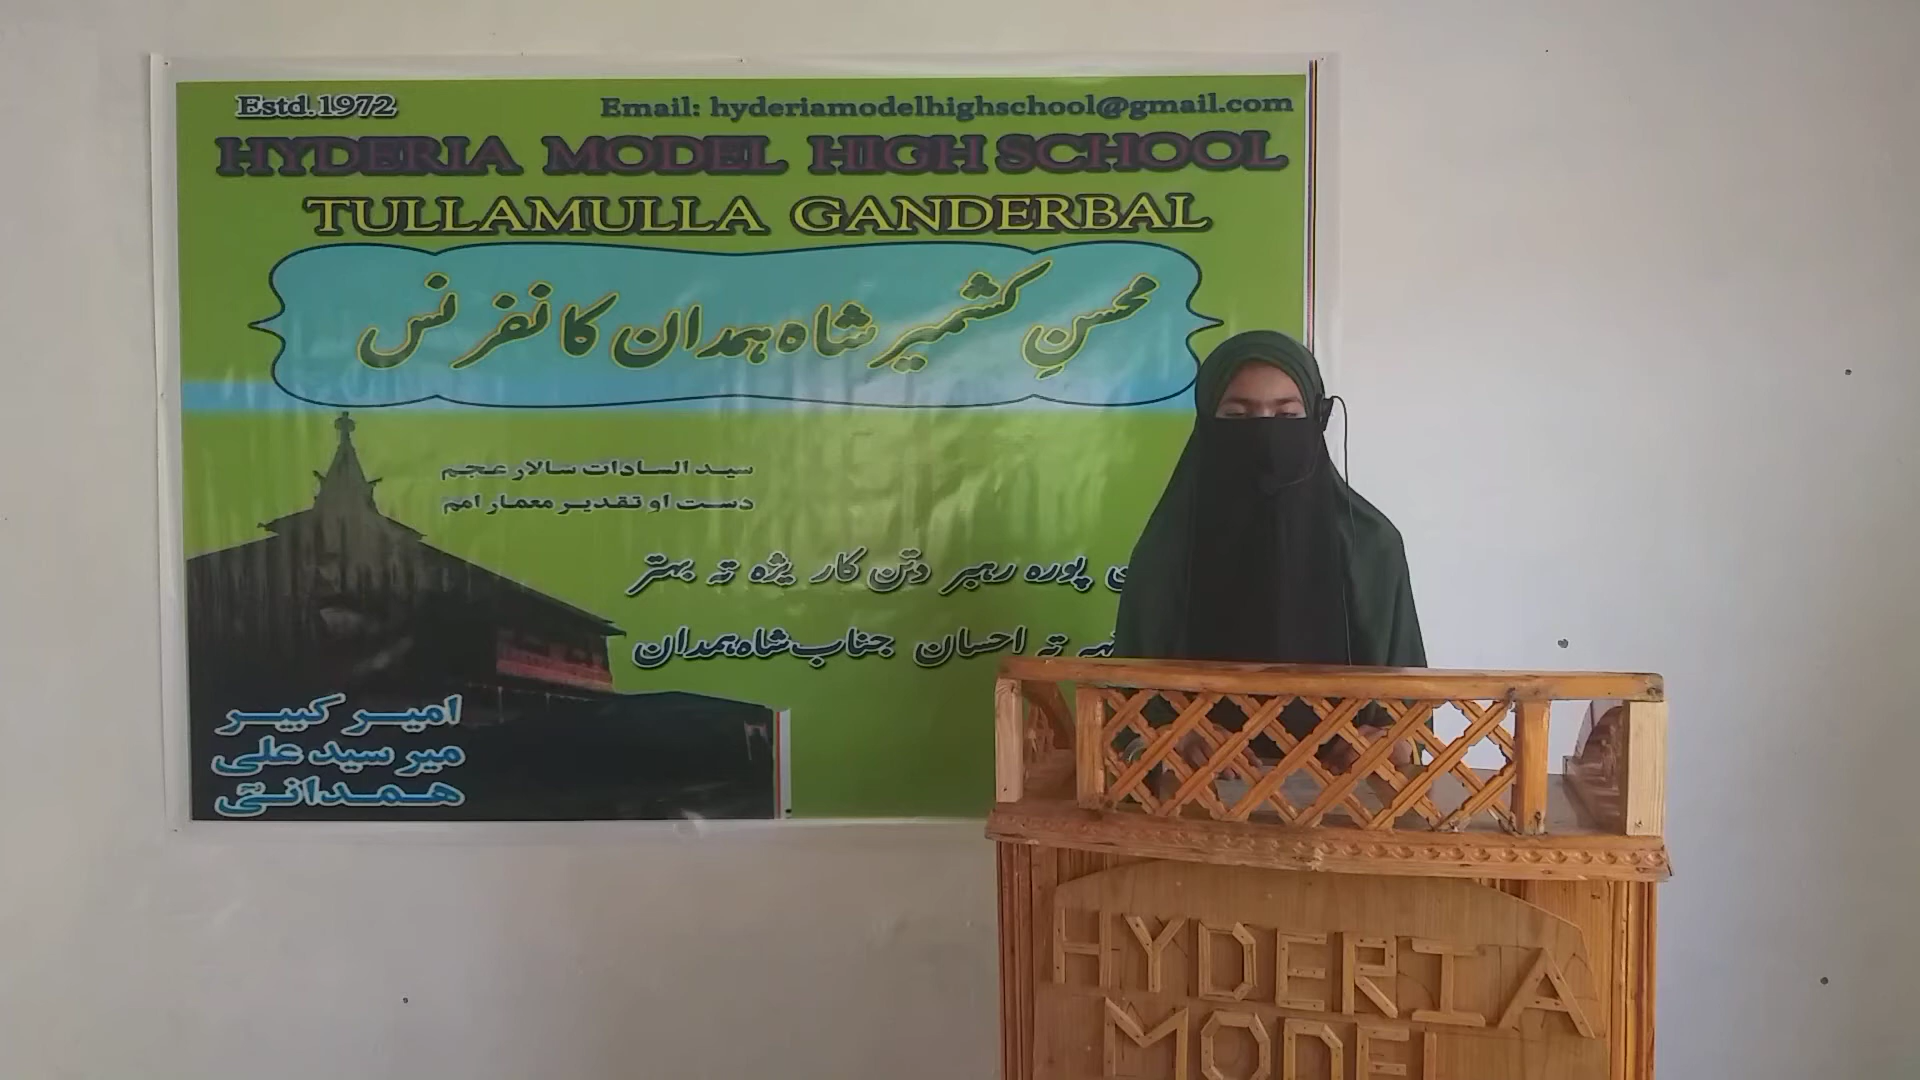 Estd.1972
Email: hyderiamodelhighschool@gmail.com
HYDERIA MODEL HIGH SCHOOL
TULLAMULLA GANDERBAL
محسنِ کشمیر شاہ ہمدان کانفرنس
سید السادات سالار عجم
دست او تقدیر معمار امم
پورہ رہبر دتن کار یژہ تہ بہتر
تہ احسان جناب شاہ ہمدان
امیر کبیر
میر سید علی
ھمدانی
HYDERIA
MODEL